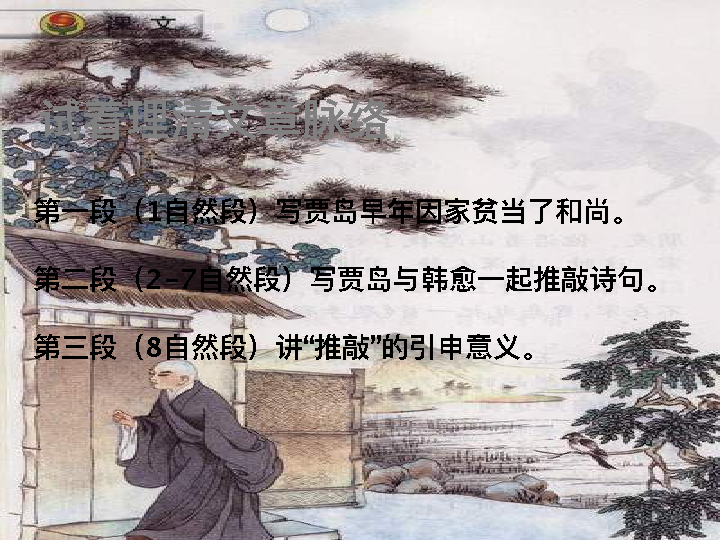 课 文
试着理清文章脉络
第一段（1自然段）写贾岛早年因家贫当了和尚。
第二段（2–7自然段）写贾岛与韩愈一起推敲诗句。
第三段（8自然段）讲“推敲”的引申意义。